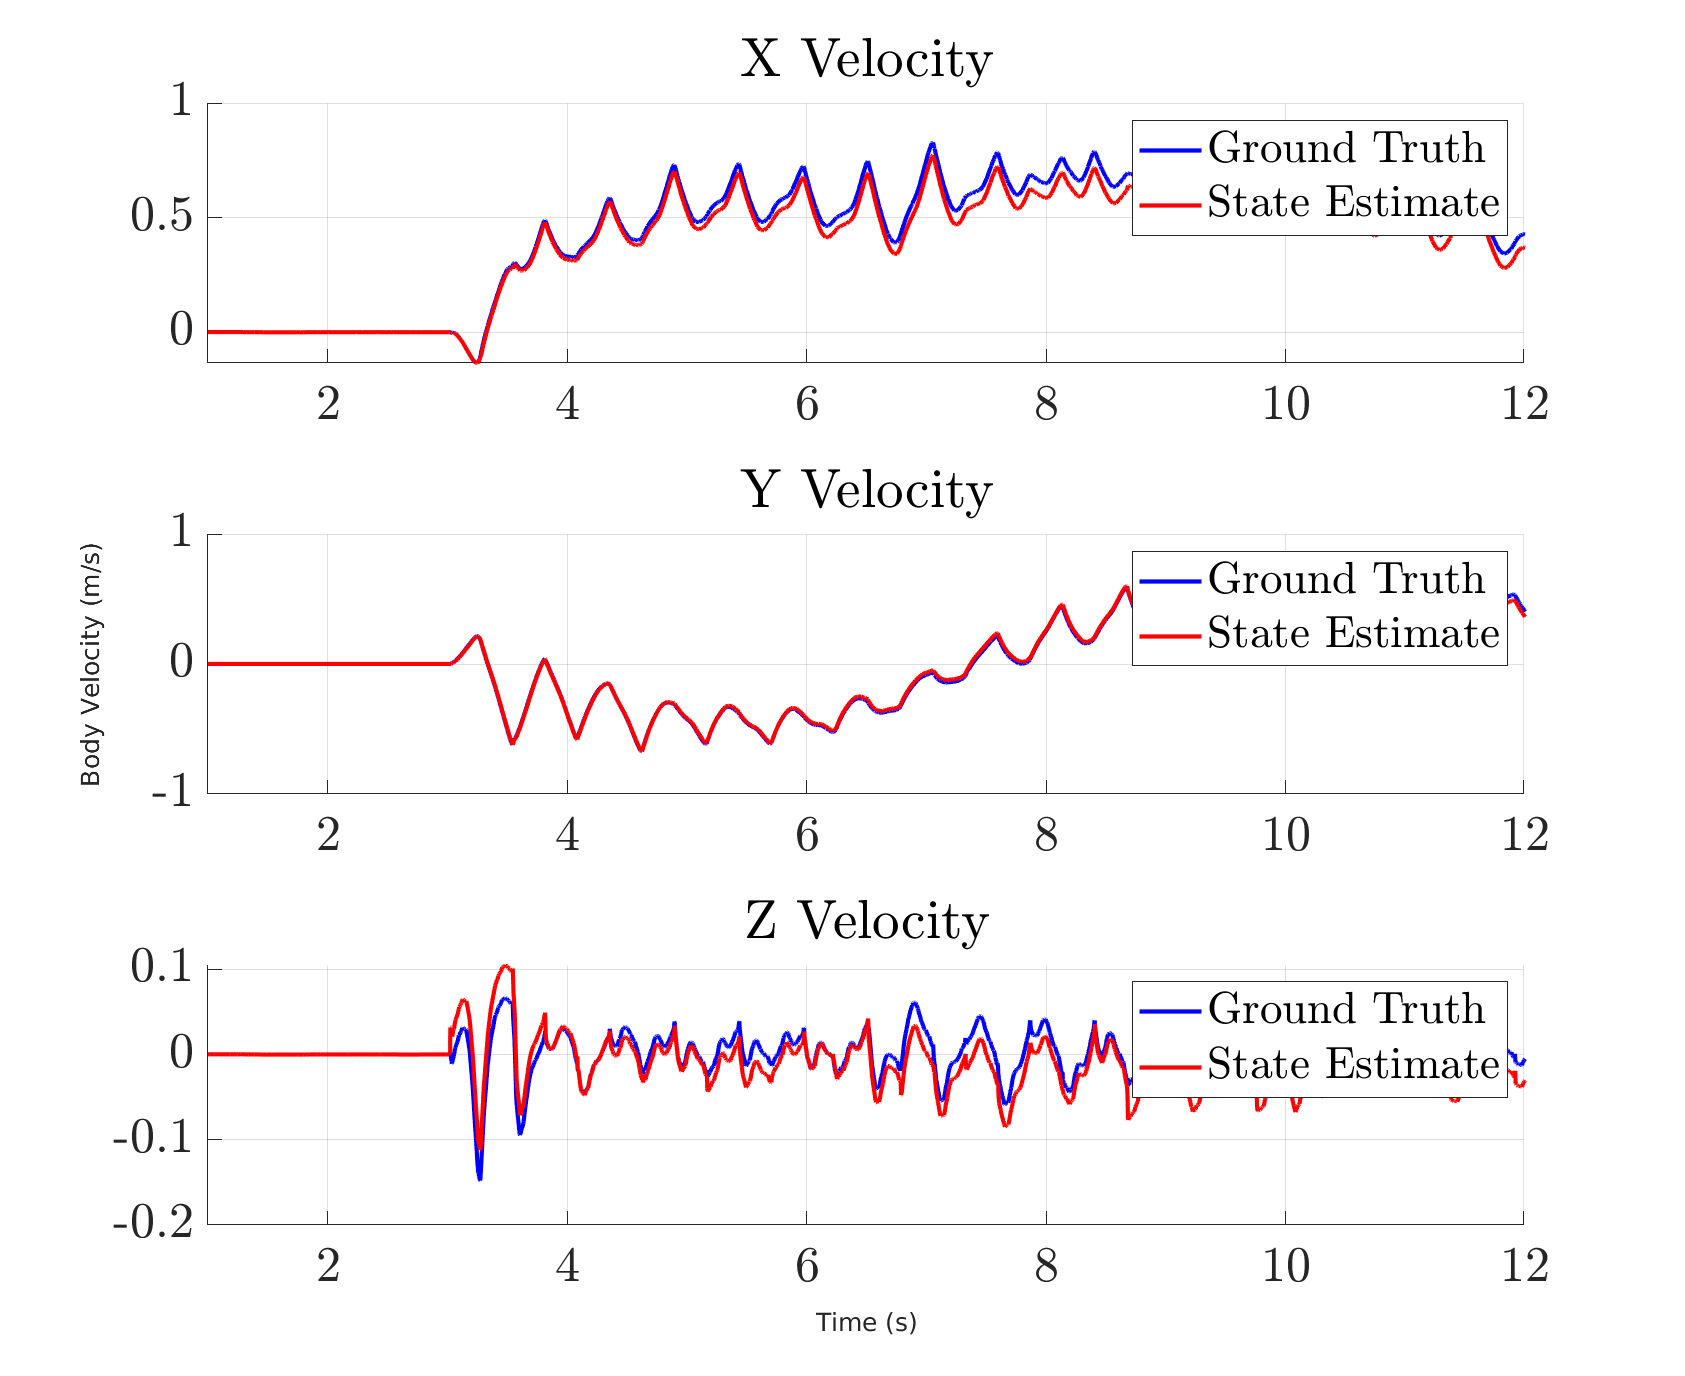 X Velocity
1
0.5
0
Ground Truth
State Estimate
2 4 6 8 10 12
Y Velocity
Body Velocity (m/s)
1
0
-1
Ground Truth
State Estimate
2 4 6 8 10 12
Z Velocity
0.1
0
-0.1
-0.2
Ground Truth
State Estimate
2 4 6 8 10 12
Time (s)